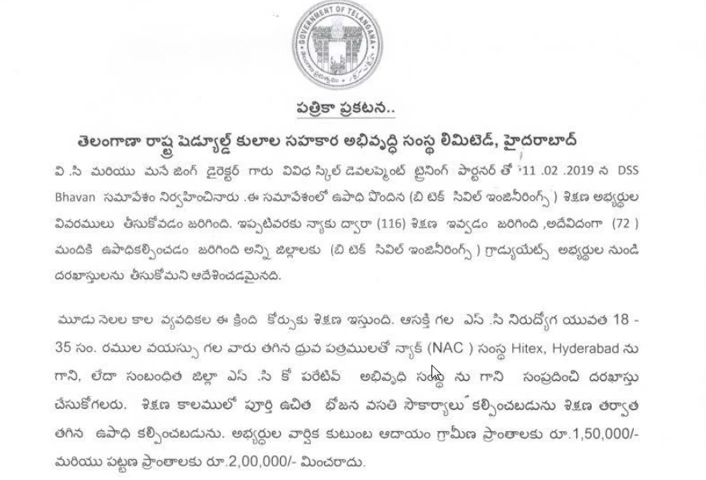 GOVERNMENT OF TELANGANA
పత్రికా ప్రకటన..
తెలంగాణా రాష్ట్ర షెడ్యూల్డ్ కులాల సహకార అభివృద్ధి సంస్థ లిమిటెడ్, హైదరాబాద్
వి .సి మరియు మనే జింగ్ డైరెక్టర్ గారు వివిధ స్కిల్ డెవలప్మెంట్ ట్రైనింగ్ పార్టనర్ తో 11 .02 .2019 న DSS
Bhavan సమావేశం నిర్వహించినారు .ఈ సమావేశంలో ఉపాధి పొందిన (బి టెక్ సివిల్ ఇంజినీరింగ్స్ ) శిక్షణ అభ్యర్థుల
వివరములు తీసుకోవడం జరిగింది. ఇప్పటివరకు న్యాకు ద్వారా (116) శిక్షణ ఇవ్వడం జరిగింది ,అదేవిదంగా (72 )
మందికి ఉపాధికల్పించడం జరిగింది అన్ని జిల్లాలకు (బి టెక్ సివిల్ ఇంజినీరింగ్స్ ) గ్రాడ్యుయేట్స్ అభ్యర్థుల నుండి
దరఖాస్తులను తీసుకోమని ఆదేశించడమైనది.
మూడు నెలల కాల వ్యవధికల ఈ క్రింది కోర్సుకు శిక్షణ ఇస్తుంది. ఆసక్తి గల ఎస్ .సి నిరుద్యోగ యువత 18 -
35 సం. రముల వయస్సు గల వారు తగిన ధ్రువ పత్రములతో న్యాక్ (NAC ) సంస్థ Hitex, Hyderabad ను
గాని, లేదా సంబంధిత జిల్లా ఎస్ .సి కో పరేటివ్ అభివృధి సంస్థ ను గాని సంప్రదించి దరఖాస్తు
చేసుకోగలరు. శిక్షణ కాలములో పూర్తి ఉచిత భోజన వసతి సౌకార్యాలు కల్పించబడును శిక్షణ తర్వాత
తగిన ఉపాధి కల్పించబడును. అభ్యర్థుల వార్షిక కుటుంబ ఆదాయం గ్రామీణ ప్రాంతాలకు రూ.1,50,000/-
మరియు పట్టణ ప్రాంతాలకు రూ.2,00,000/- మించరాదు.